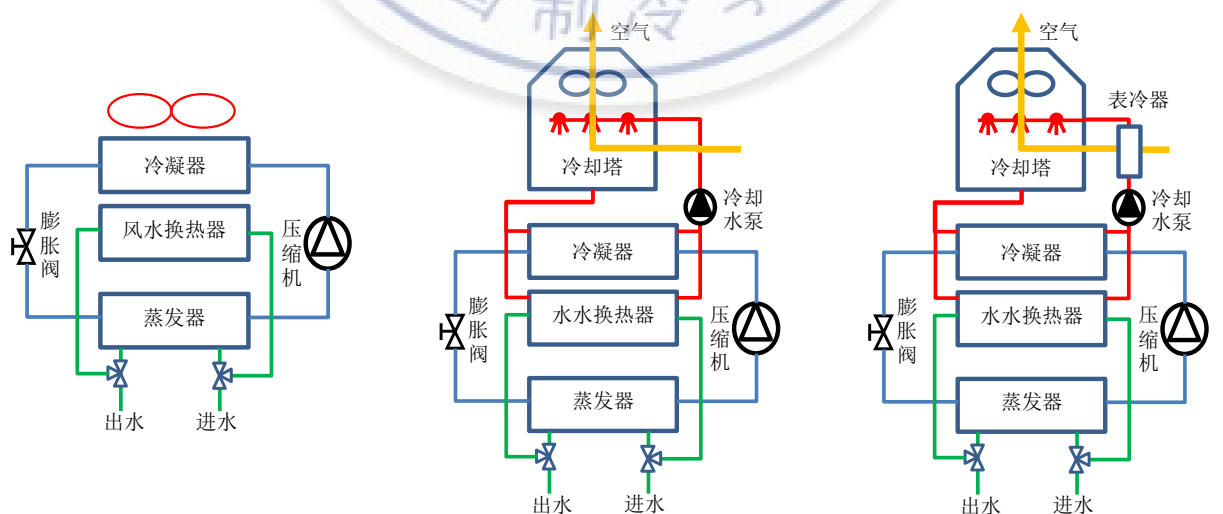 制冷
冷凝器
风水换热器
蒸发器
膨
胀
阀
压
缩
机
出水
进水
空气
冷却塔
冷却
水泵
冷凝器
水水换热器
蒸发器
膨
胀
阀
压
缩
机
出水
进水
空气
表冷器
冷却塔
冷却
水泵
冷凝器
水水换热器
蒸发器
膨
胀
阀
压
缩
机
出水
进水